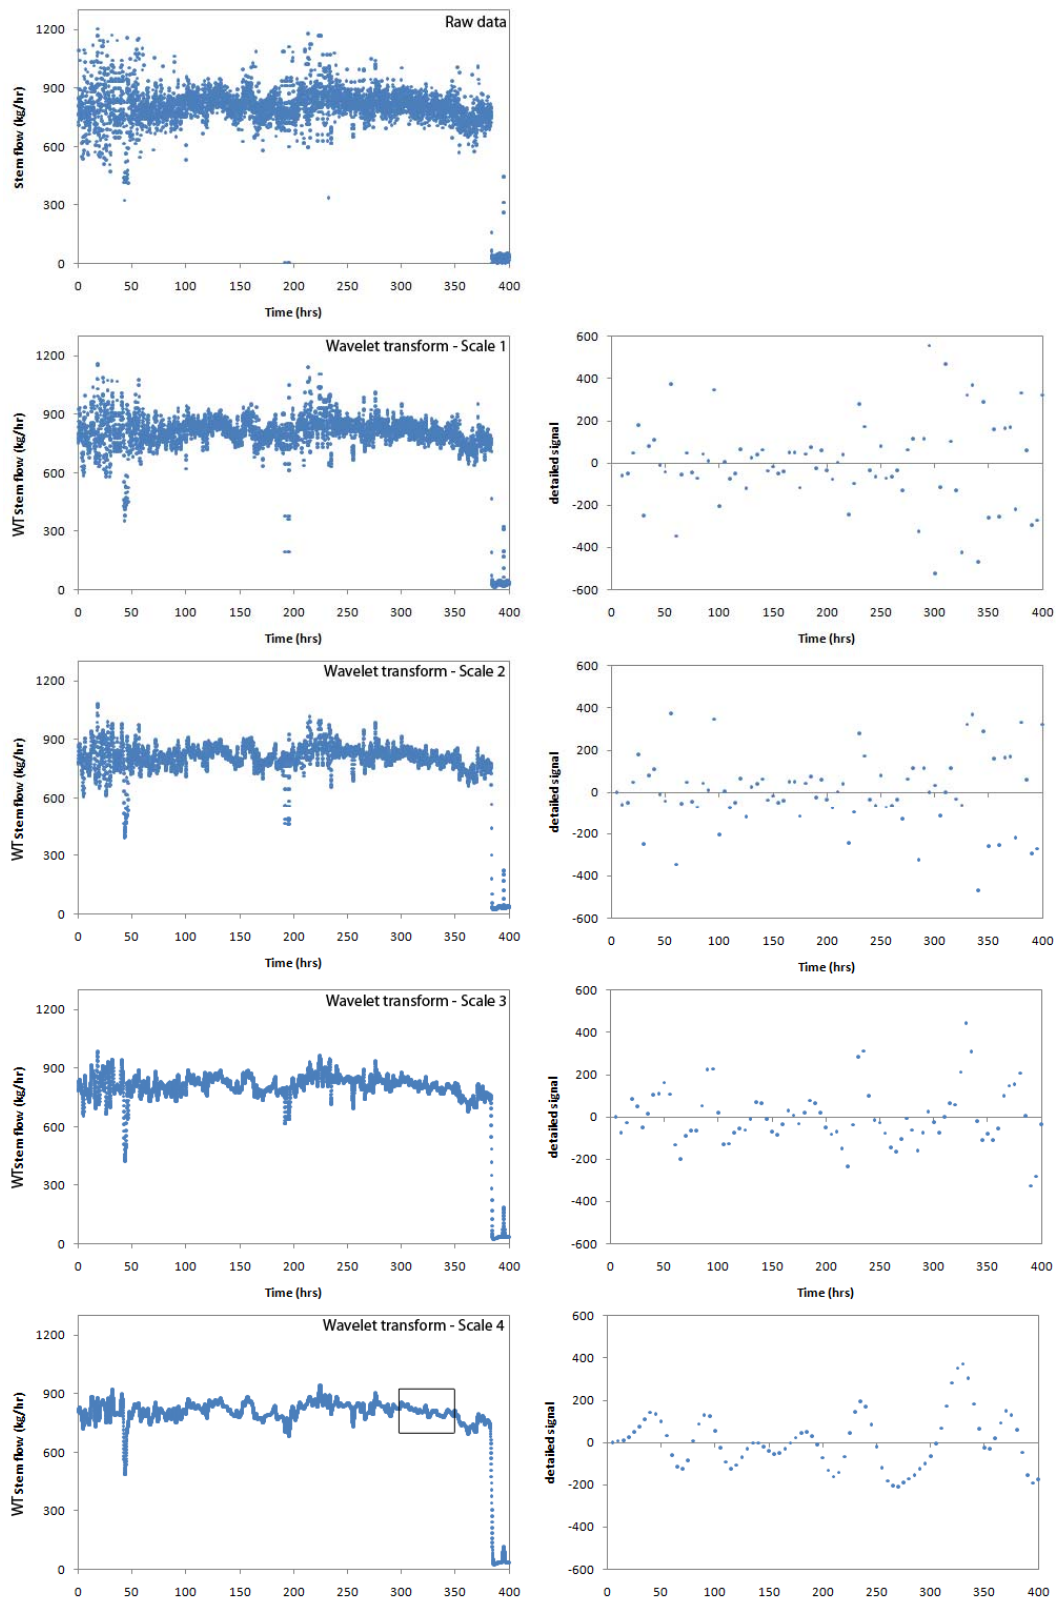 Raw data
1200
900
600
300
0
Stem flow (kg/hr)
0 50 100 150 200 250 300 350 400
Time (hrs)
Wavelet transform - Scale 1
1200
900
600
300
0
WT Stem flow (kg/hr)
0 50 100 150 200 250 300 350 400
Time (hrs)
600
400
200
0
-200
-400
-600
detailed signal
0 50 100 150 200 250 300 350 400
Time (hrs)
Wavelet transform - Scale 2
1200
900
600
300
0
WT Stem flow (kg/hr)
0 50 100 150 200 250 300 350 400
Time (hrs)
600
400
200
0
-200
-400
-600
detailed signal
0 50 100 150 200 250 300 350 400
Time (hrs)
Wavelet transform - Scale 3
1200
900
600
300
0
WT Stem flow (kg/hr)
0 50 100 150 200 250 300 350 400
Time (hrs)
600
400
200
0
-200
-400
-600
detailed signal
0 50 100 150 200 250 300 350 400
Time (hrs)
Wavelet transform - Scale 4
1200
900
600
300
0
WT Stem flow (kg/hr)
0 50 100 150 200 250 300 350 400
600
400
200
0
-200
-400
-600
detailed signal
0 50 100 150 200 250 300 350 400